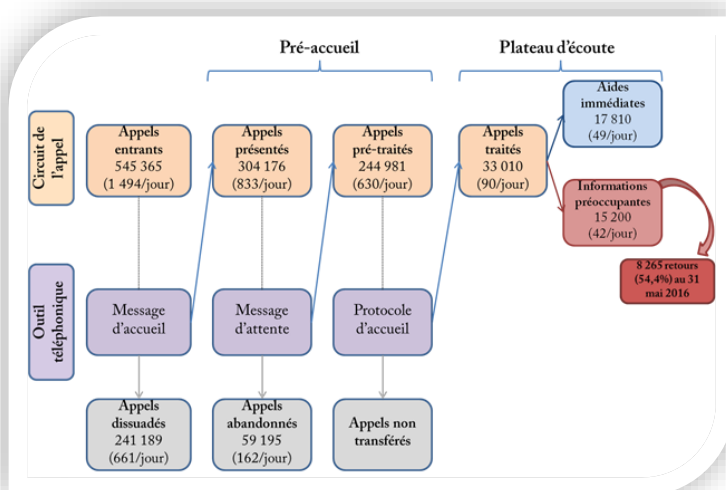 Pré-accueil
Plateau d'écoute
Circuit de
l'appel
Appels
entrants
545 365
(1 494/jour)
Appels
présentés
304 176
(833/jour)
Appels
pré-traités
244 981
(630/jour)
Appels
traités
33 010
(90/jour)
Aides
immédiates
17 810
(49/jour)
Informations
préoccupantes
15 200
(42/jour)
8 265 retours
(54,4%) au 31
mai 2016
Outil
téléphonique
Message
d'accueil
Message
d'attente
Protocole
d'accueil
Appels
dissuadés
241 189
(661/jour)
Appels
abandonnés
59 195
(162/jour)
Appels non
transférés